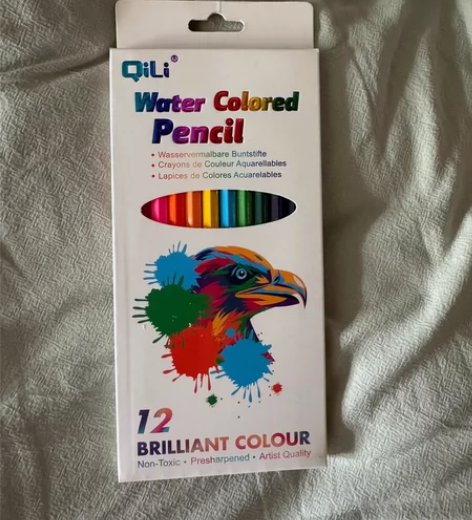 QiLi®
Water Colored
Pencil
• Wasservermalbare Buntstifte
• Crayons de Couleur Aquarellables
• Lapices de Colores Acuarelables
12
BRILLIANT COLOUR
Non-Toxic • Presharpened • Artist Quality